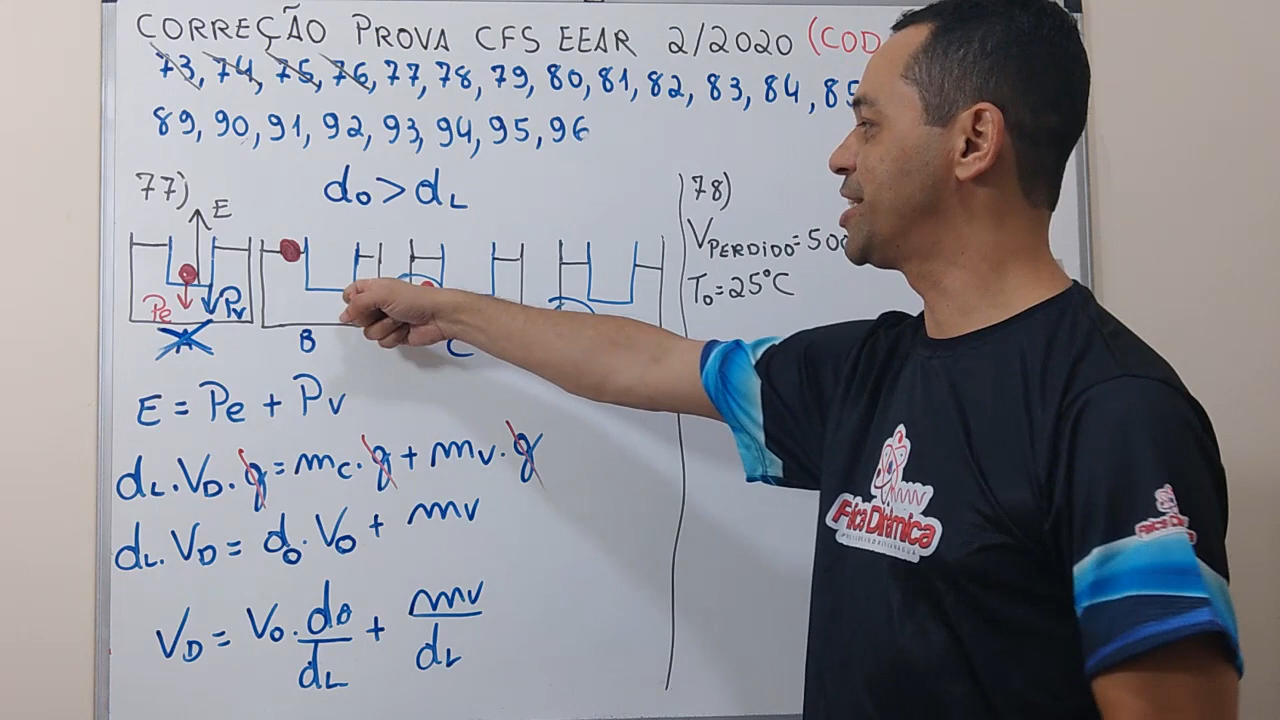 CORREÇÃO PROVA CFS EEAR 2/2020 (COD
73, 74, 75, 76, 77, 78, 79, 80, 81, 82, 83, 84, 85
89, 90, 91, 92, 93, 94, 95, 96
77)
d₀ > dL
E
Pe
Pv
A
B
C
E = Pe + Pv
dL.VD.g = mc.g + mv.g
dL.VD = d₀.V₀ + mv
VD = V₀.d₀/dL + mv/dL
78)
VPERDIDO = 500
T₀ = 25°C
Física Dinâmica